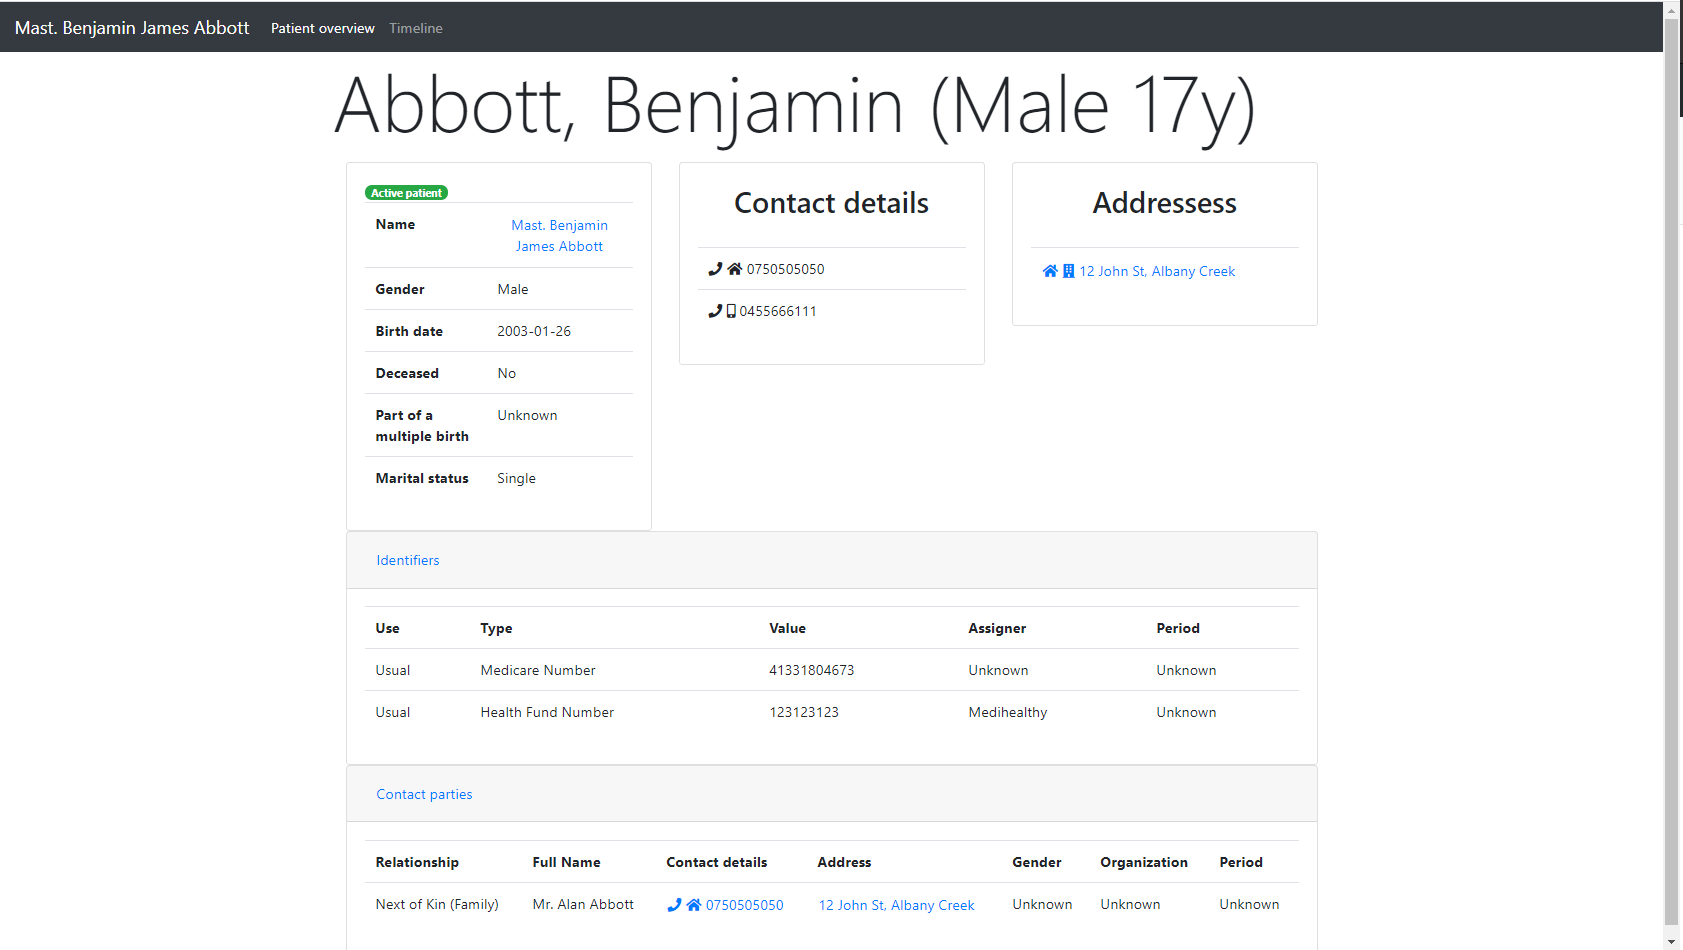 Mast. Benjamin James Abbott Patient overview Timeline
Abbott, Benjamin (Male 17y)
Active patient
Name Mast. Benjamin
James Abbott
Gender Male
Birth date 2003-01-26
Deceased No
Part of a Unknown
multiple birth
Marital status Single
Contact details
0750505050
0455666111
Addressess
12 John St, Albany Creek
Identifiers
Use Type Value Assigner Period
Usual Medicare Number 41331804673 Unknown Unknown
Usual Health Fund Number 123123123 Medihealthy Unknown
Contact parties
Relationship Full Name Contact details Address Gender Organization Period
Next of Kin (Family) Mr. Alan Abbott 0750505050 12 John St, Albany Creek Unknown Unknown Unknown